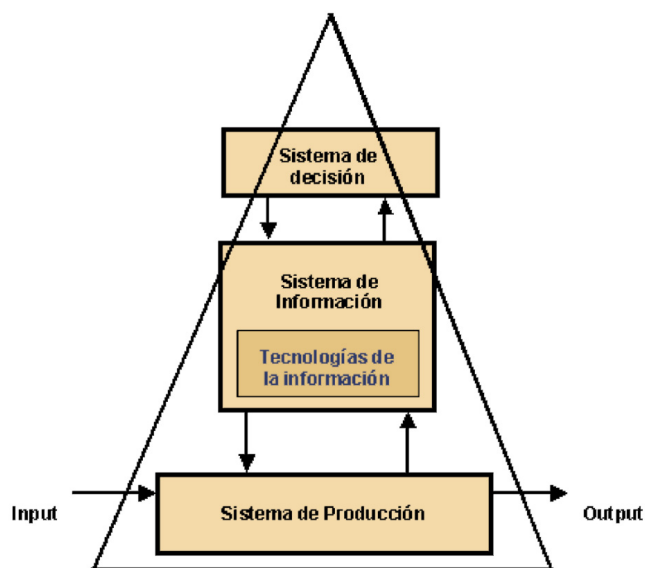 Sistema de
decisión
Sistema de
Información
Tecnologías de
la información
Input
Sistema de Producción
Output